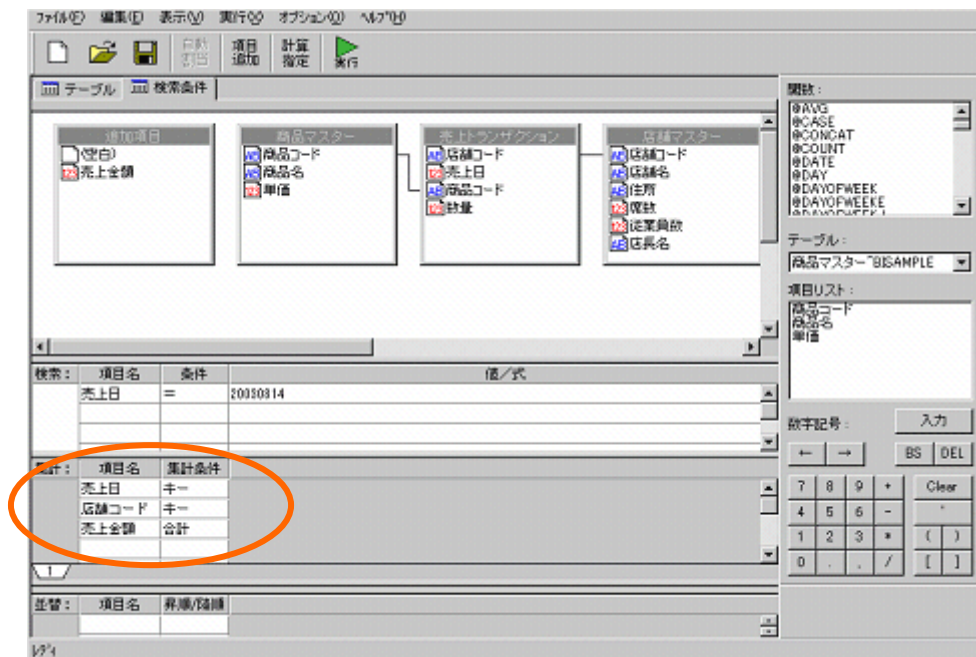 ファイル(F) 編集(E) 表示(V) 実行(X) オプション(O) ヘルプ(H)
自動割当 項目追加 計算指定 実行
テーブル 検索条件
追加項目
(空白)
売上金額
商品マスター
商品コード
商品名
単価
売上トランザクション
店舗コード
売上日
商品コード
数量
店舗マスター
店舗コード
店舗名
住所
席数
従業員数
店長名
検索: 項目名 条件 値/式
売上日 = 20030814
集計: 項目名 集計条件
売上日 キー
店舗コード キー
売上金額 合計
1
並替: 項目名 昇順/降順
レディ
関数:
@AVG
@CASE
@CONCAT
@COUNT
@DATE
@DAY
@DAYOFWEEK
@DAYOFWEEKE
テーブル:
商品マスター~BISAMPLE
項目リスト:
商品コード
商品名
単価
数字記号: 入力
← → BS DEL
7 8 9 + Clear
4 5 6 - '
1 2 3 * ( )
0 . , / [ ]